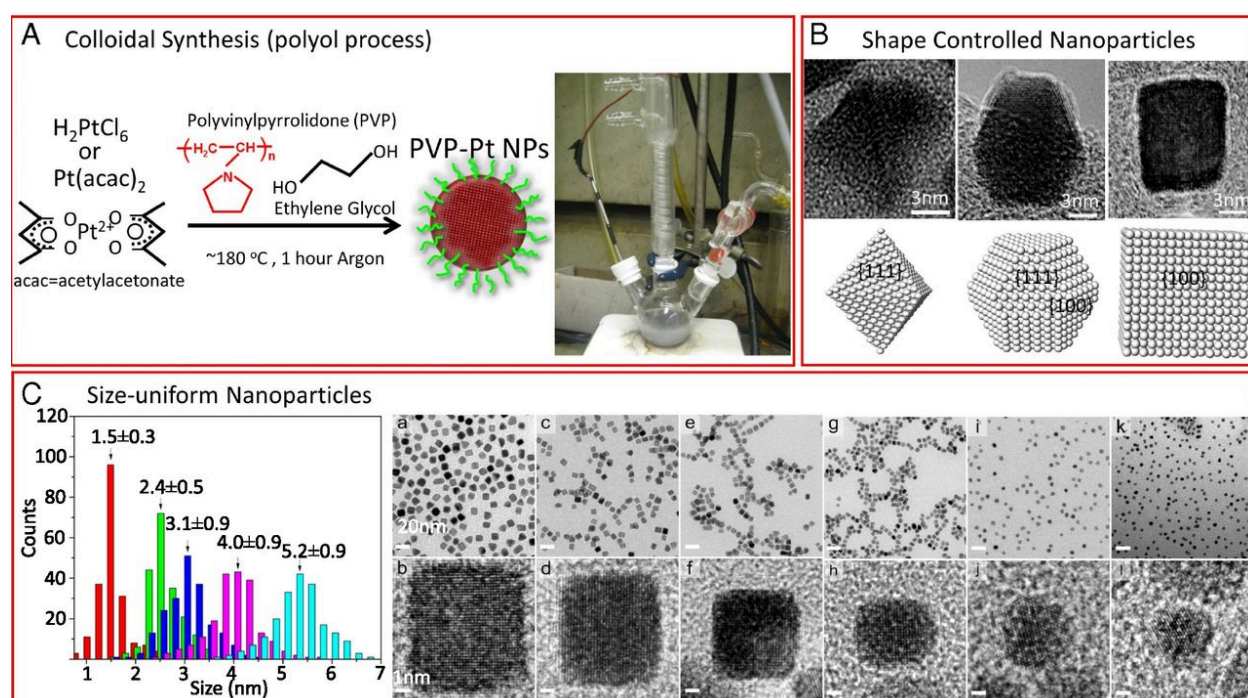 A Colloidal Synthesis (polyol process)
H₂PtCl₆
or
Pt(acac)₂
O O
Pt²⁺
O O
acac=acetylacetonate
Polyvinylpyrrolidone (PVP)
H₂C CH n
N
OH
HO
Ethylene Glycol
~180 °C , 1 hour Argon
PVP-Pt NPs
B Shape Controlled Nanoparticles
3nm 3nm 3nm
{111} {111} {100} {100}
C Size-uniform Nanoparticles
120
100
80
60
40
20
Counts
1.5±0.3
2.4±0.5
3.1±0.9
4.0±0.9
5.2±0.9
1 2 3 4 5 6 7
Size (nm)
a c e g i k
20nm
b d f h j l
1nm